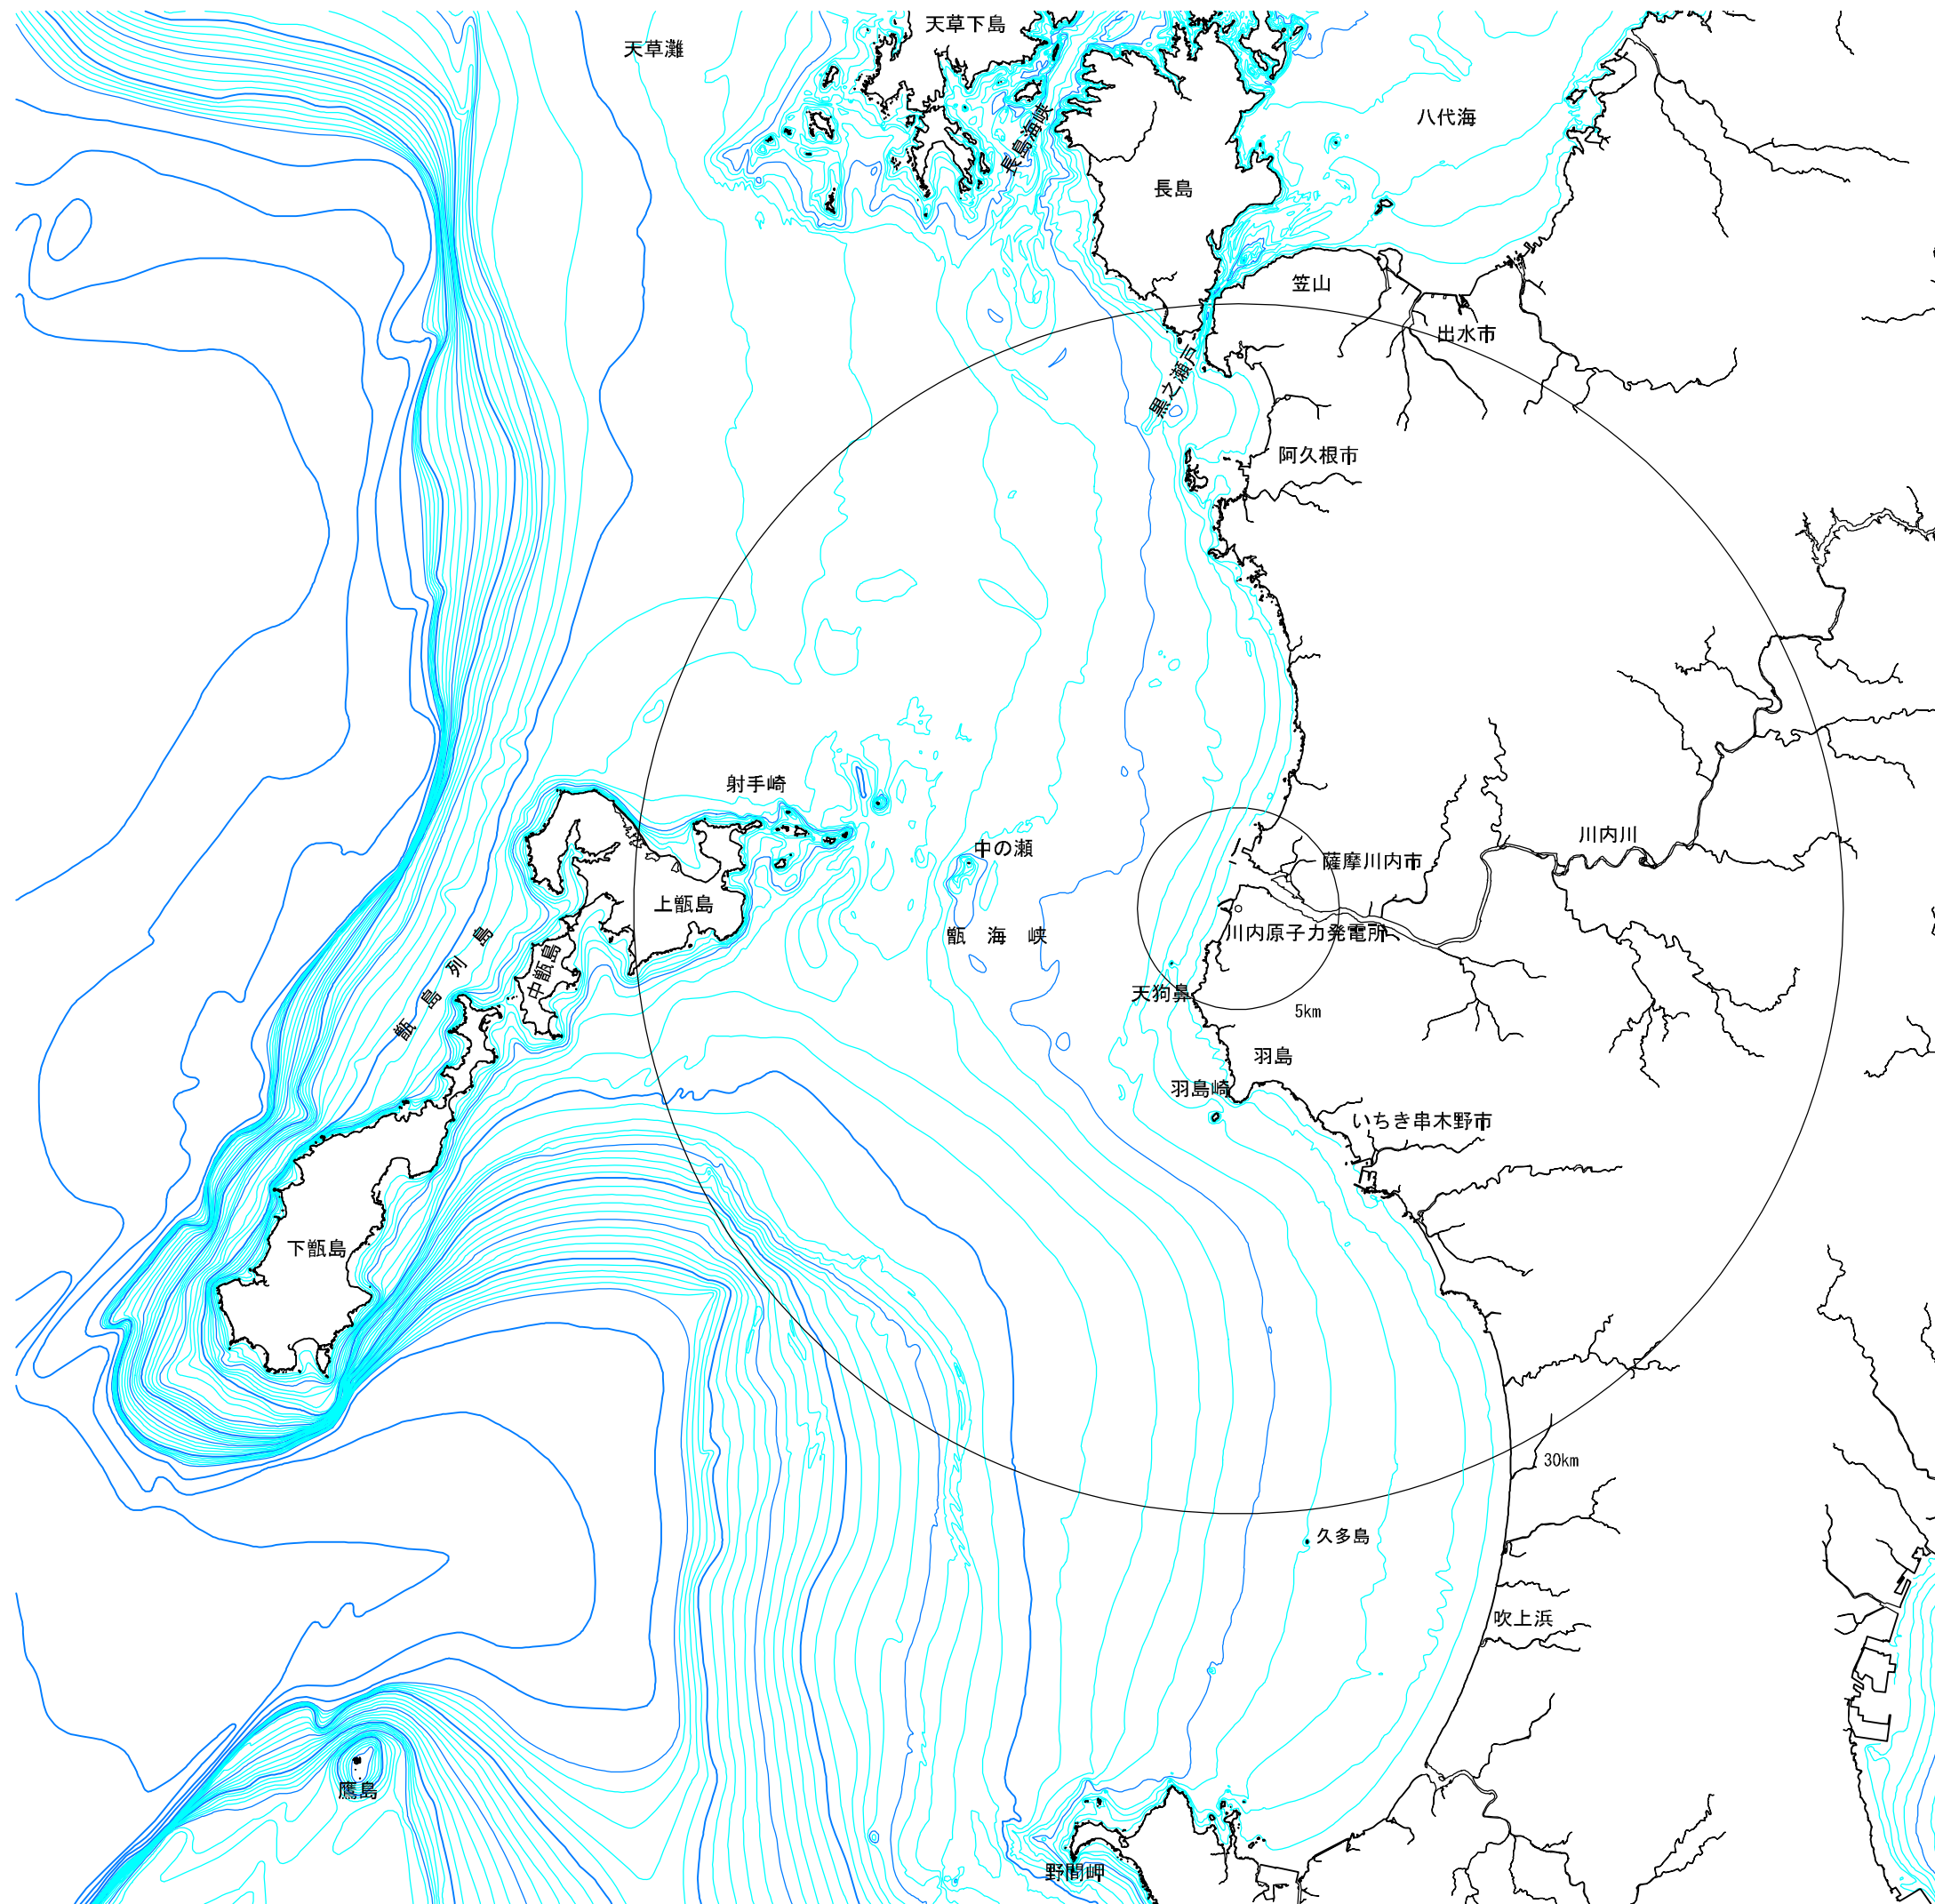 天草下島
天草灘
八代海
長島海峡
長島
笠山
出水市
黒之瀬戸
阿久根市
射手崎
川内川
中の瀬
薩摩川内市
上甑島
川内原子力発電所
甑海峡
甑島列島
中甑島
天狗鼻
5km
羽島
羽島崎
いちき串木野市
下甑島
30km
久多島
吹上浜
鷹島
野間岬